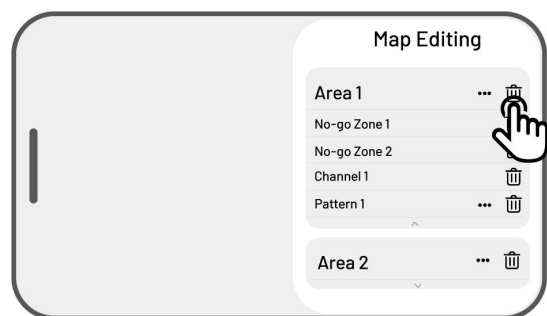 Map Editing
Area 1
No-go Zone 1
No-go Zone 2
Channel 1
Pattern 1
Area 2